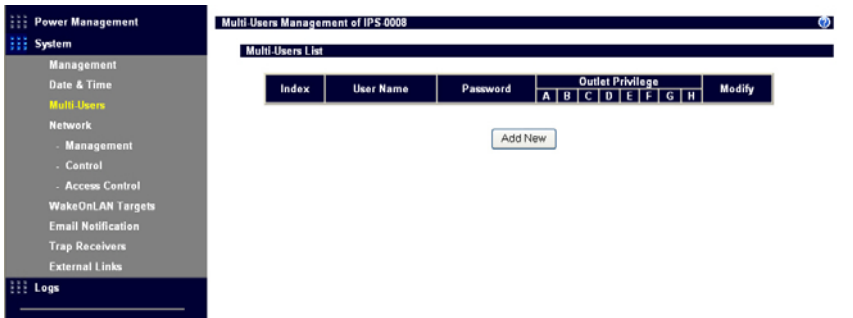 Power Management
System
Management
Date & Time
Multi-Users
Network
- Management
- Control
- Access Control
WakeOnLAN Targets
Email Notification
Trap Receivers
External Links
Logs
Multi-Users Management of IPS-0008
?
Multi-Users List
Index User Name Password Outlet Privilege Modify
A B C D E F G H
Add New